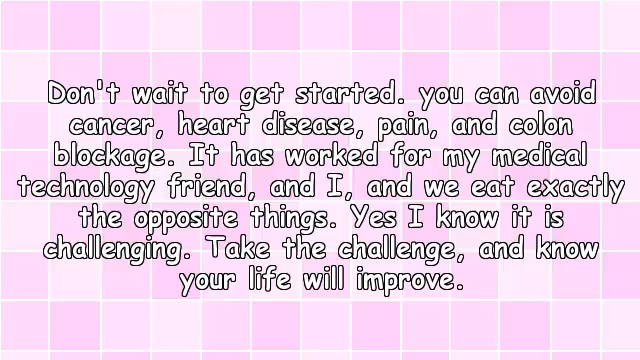 Don't wait to get started. you can avoid
cancer, heart disease, pain, and colon
blockage. It has worked for my medical
technology friend, and I, and we eat exactly
the opposite things. Yes I know it is
challenging. Take the challenge, and know
your life will improve.